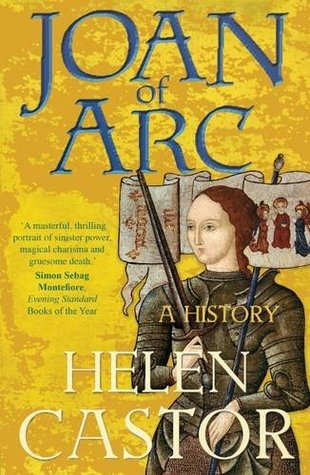 JOAN
of
ARC
‘A masterful, thrilling
portrait of sinister power,
magical charisma and
gruesome death.’
Simon Sebag
Montefiore,
Evening Standard
Books of the Year
A HISTORY
HELEN
CASTOR